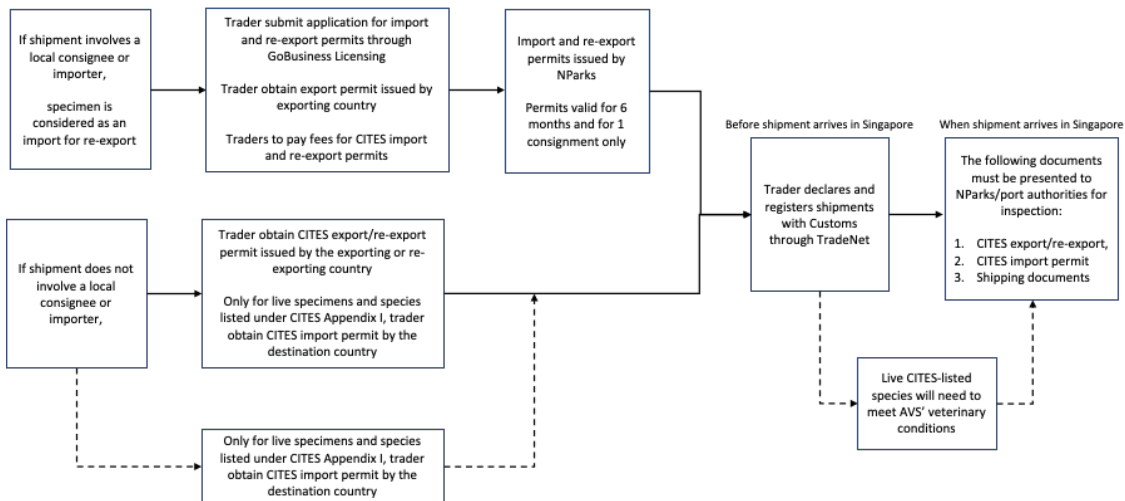 If shipment involves a
local consignee or
importer,
specimen is
considered as an
import for re-export
Trader submit application for import
and re-export permits through
GoBusiness Licensing
Trader obtain export permit issued by
exporting country
Traders to pay fees for CITES import
and re-export permits
Import and re-export
permits issued by
NParks
Permits valid for 6
months and for 1
consignment only
Before shipment arrives in Singapore
Trader declares and
registers shipments
with Customs
through TradeNet
When shipment arrives in Singapore
The following documents
must be presented to
NParks/port authorities for
inspection:
1. CITES export/re-export,
2. CITES import permit
3. Shipping documents
If shipment does not
involve a local
consignee or
importer,
Trader obtain CITES export/re-export
permit issued by the exporting or re-
exporting country
Only for live specimens and species
listed under CITES Appendix I, trader
obtain CITES import permit by the
destination country
Live CITES-listed
species will need to
meet AVS' veterinary
conditions
Only for live specimens and species
listed under CITES Appendix I, trader
obtain CITES import permit by the
destination country